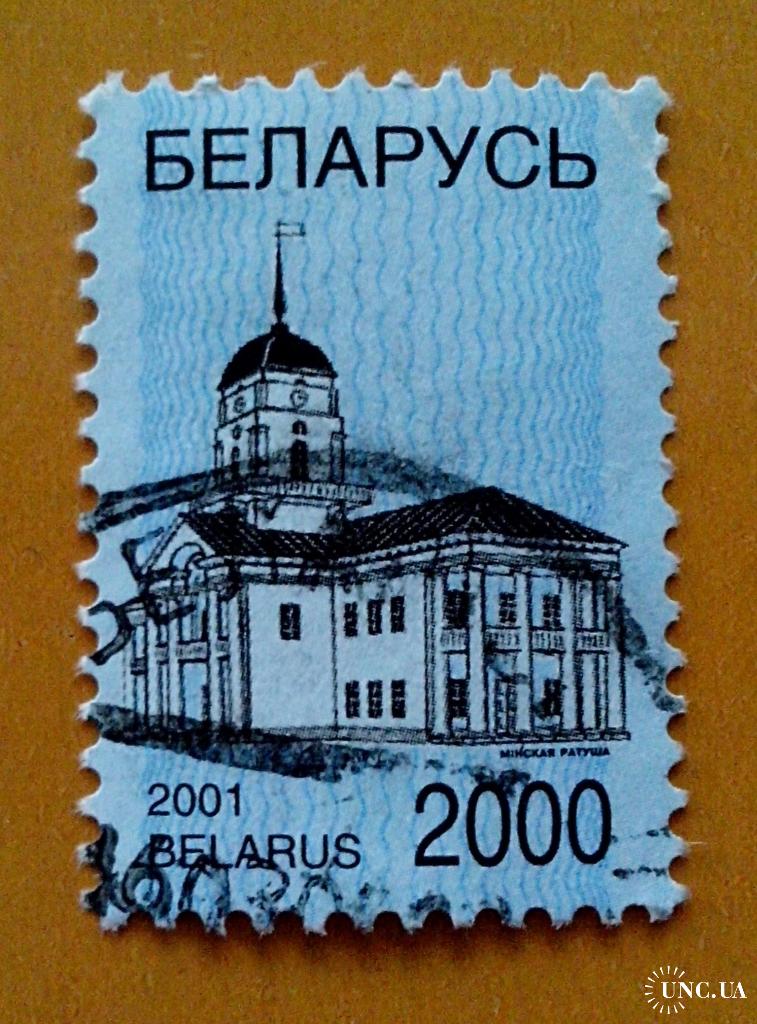 БЕЛАРУСЬ
МІНСКАЯ РАТУША
2001
2000
BELARUS
UNC.UA